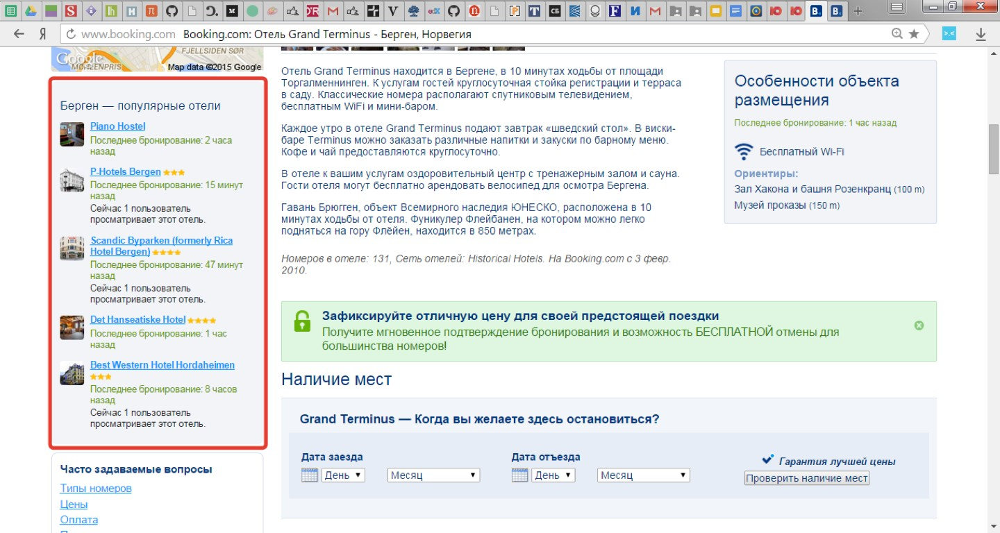 www.booking.com Booking.com: Отель Grand Terminus - Берген, Норвегия
FJELLSIDEN SØR
Google
MØHLENPRIS
Map data ©2015 Google
Берген — популярные отели
Piano Hostel
Последнее бронирование: 2 часа
назад
P-Hotels Bergen
Последнее бронирование: 15 минут
назад
Сейчас 1 пользователь
просматривает этот отель.
Scandic Byparken (formerly Rica
Hotel Bergen)
Последнее бронирование: 47 минут
назад
Сейчас 1 пользователь
просматривает этот отель.
Det Hanseatiske Hotel
Последнее бронирование: 1 час
назад
Best Western Hotel Hordaheimen
Последнее бронирование: 8 часов
назад
Сейчас 1 пользователь
просматривает этот отель.
Часто задаваемые вопросы
Типы номеров
Цены
Оплата
Отель Grand Terminus находится в Бергене, в 10 минутах ходьбы от площади
Торгалменнинген. К услугам гостей круглосуточная стойка регистрации и терраса
в саду. Классические номера располагают спутниковым телевидением,
бесплатным WiFi и мини-баром.
Каждое утро в отеле Grand Terminus подают завтрак «шведский стол». В виски-
баре Terminus можно заказать различные напитки и закуски по барному меню.
Кофе и чай предоставляются круглосуточно.
В отеле к вашим услугам оздоровительный центр с тренажерным залом и сауна.
Гости отеля могут бесплатно арендовать велосипед для осмотра Бергена.
Гавань Брюгген, объект Всемирного наследия ЮНЕСКО, расположена в 10
минутах ходьбы от отеля. Фуникулер Флейбанен, на котором можно легко
подняться на гору Флёйен, находится в 850 метрах.
Номеров в отеле: 131, Сеть отелей: Historical Hotels. На Booking.com с 3 февр.
2010.
Особенности объекта
размещения
Последнее бронирование: 1 час назад
Бесплатный Wi-Fi
Ориентиры:
Зал Хакона и башня Розенкранц (100 m)
Музей проказы (150 m)
Зафиксируйте отличную цену для своей предстоящей поездки
Получите мгновенное подтверждение бронирования и возможность БЕСПЛАТНОЙ отмены для
большинства номеров!
Наличие мест
Grand Terminus — Когда вы желаете здесь остановиться?
Дата заезда
День
Месяц
Дата отъезда
День
Месяц
Гарантия лучшей цены
Проверить наличие мест